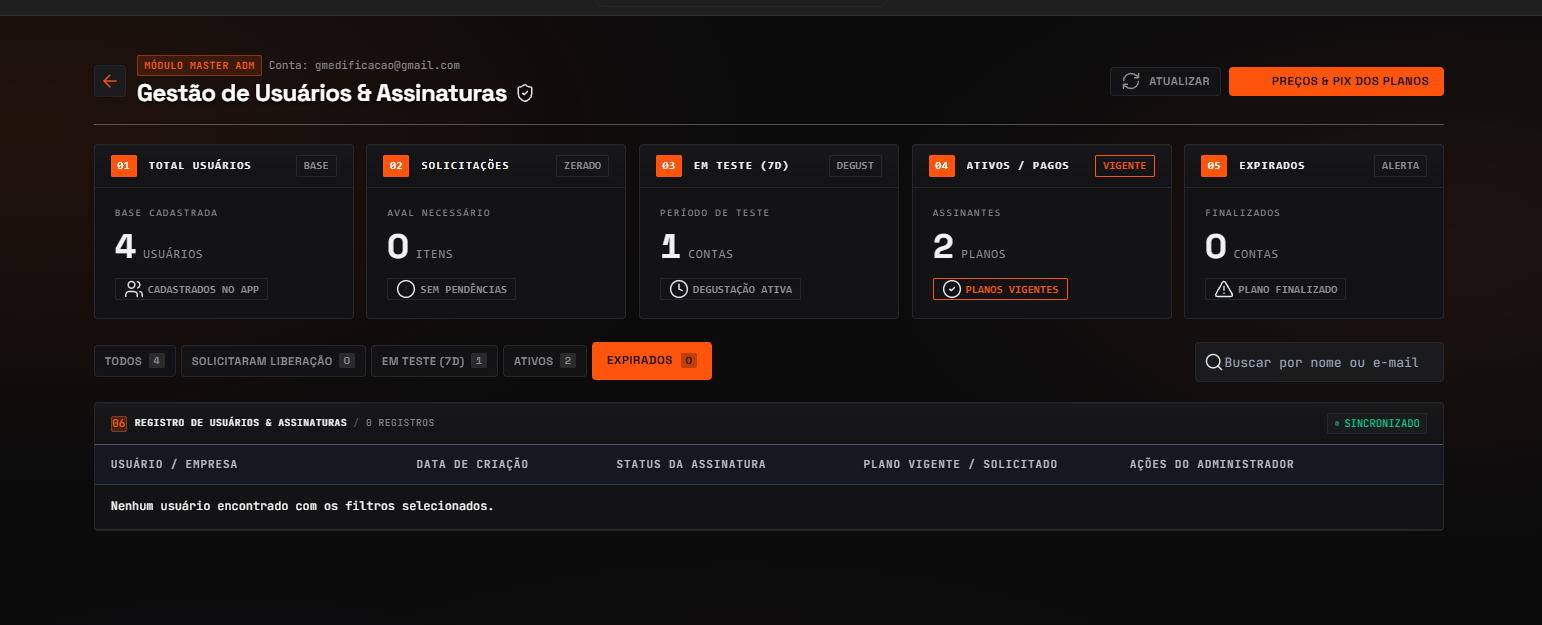 MÓDULO MASTER ADM Conta: gmedificacao@gmail.com
Gestão de Usuários & Assinaturas
ATUALIZAR
PREÇOS & PIX DOS PLANOS
01 TOTAL USUÁRIOS BASE
BASE CADASTRADA
4 USUÁRIOS
CADASTRADOS NO APP
02 SOLICITAÇÕES ZERADO
AVAL NECESSÁRIO
0 ITENS
SEM PENDÊNCIAS
03 EM TESTE (7D) DEGUST
PERÍODO DE TESTE
1 CONTAS
DEGUSTAÇÃO ATIVA
04 ATIVOS / PAGOS VIGENTE
ASSINANTES
2 PLANOS
PLANOS VIGENTES
05 EXPIRADOS ALERTA
FINALIZADOS
0 CONTAS
PLANO FINALIZADO
TODOS 4 SOLICITARAM LIBERAÇÃO 0 EM TESTE (7D) 1 ATIVOS 2 EXPIRADOS 0
Buscar por nome ou e-mail
06 REGISTRO DE USUÁRIOS & ASSINATURAS / 0 REGISTROS
SINCRONIZADO
USUÁRIO / EMPRESA DATA DE CRIAÇÃO STATUS DA ASSINATURA PLANO VIGENTE / SOLICITADO AÇÕES DO ADMINISTRADOR
Nenhum usuário encontrado com os filtros selecionados.